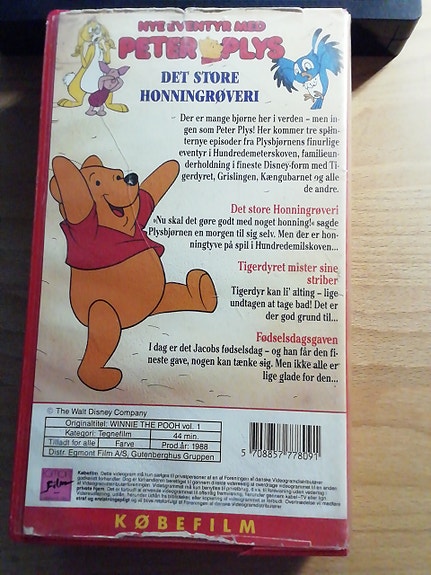 NYE EVENTYR MED
PETER PLYS
DET STORE
HONNINGRØVERI
Der er mange bjørne her i verden – men in-
gen som Peter Plys! Her kommer tre splin-
ternye episoder fra Plysbjørnens finurlige
eventyr i Hundredemeterskoven, familieun-
derholdning i fineste Disney-form med Ti-
gerdyret, Grislingen, Kængubarnet og alle
de andre.
Det store Honningrøveri
»Nu skal det gøre godt med noget honning!« sagde
Plysbjørnen en morgen til sig selv. Men der er hon-
ningtyve på spil i Hundredmilskoven...
Tigerdyret mister sine
striber
Tigerdyr kan li' alting – lige
undtagen at tage bad! Det er
der god grund til...
Fødselsdagsgaven
I dag er det Jacobs fødselsdag – og han får den fi-
neste gave, nogen kan tænke sig. Men ikke alle er
lige glade for den...
© The Walt Disney Company
Originaltitel: WINNIE THE POOH vol. 1
Kategori: Tegnefilm 44 min.
Tilladt for alle Farve Prod.år: 1988
Distr. Egmont Film A/S, Gutenberghus Gruppen
5 708857 778091
Film
Købefilm.
KØBEFILM